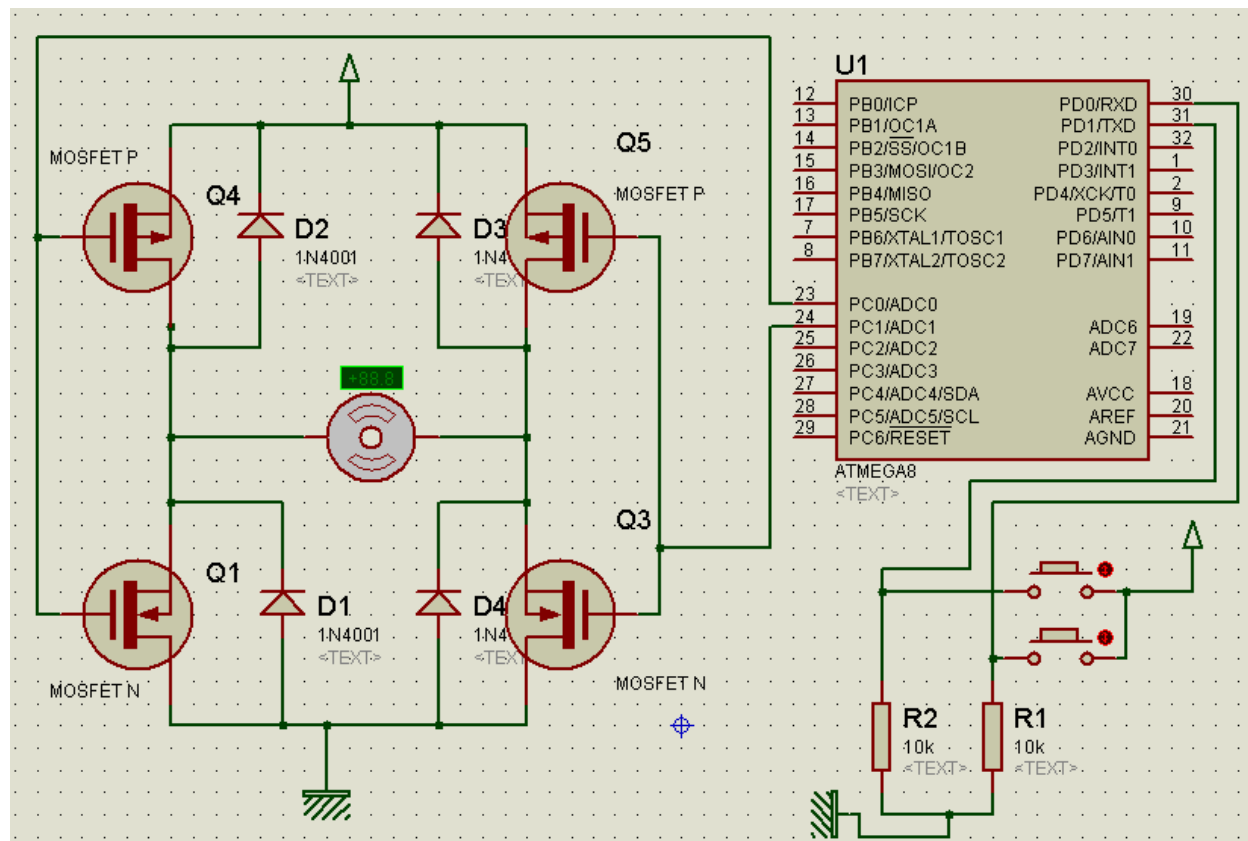 MOSFET P
Q4
D2
1N4001
<TEXT>
D3
1N4
<TEX
Q5
MOSFET P
+88.8
Q1
MOSFET N
D1
1N4001
<TEXT>
D4
1N4
<TEX
Q3
MOSFET N
U1
12 PB0/ICP
13 PB1/OC1A
14 PB2/SS/OC1B
15 PB3/MOSI/OC2
16 PB4/MISO
17 PB5/SCK
7 PB6/XTAL1/TOSC1
8 PB7/XTAL2/TOSC2
23 PC0/ADC0
24 PC1/ADC1
25 PC2/ADC2
26 PC3/ADC3
27 PC4/ADC4/SDA
28 PC5/ADC5/SCL
29 PC6/RESET
PD0/RXD 30
PD1/TXD 31
PD2/INT0 32
PD3/INT1 1
PD4/XCK/T0 2
PD5/T1 9
PD6/AIN0 10
PD7/AIN1 11
ADC6 19
ADC7 22
AVCC 18
AREF 20
AGND 21
ATMEGA8
<TEXT>
R2
10k
<TEXT>
R1
10k
<TEXT>